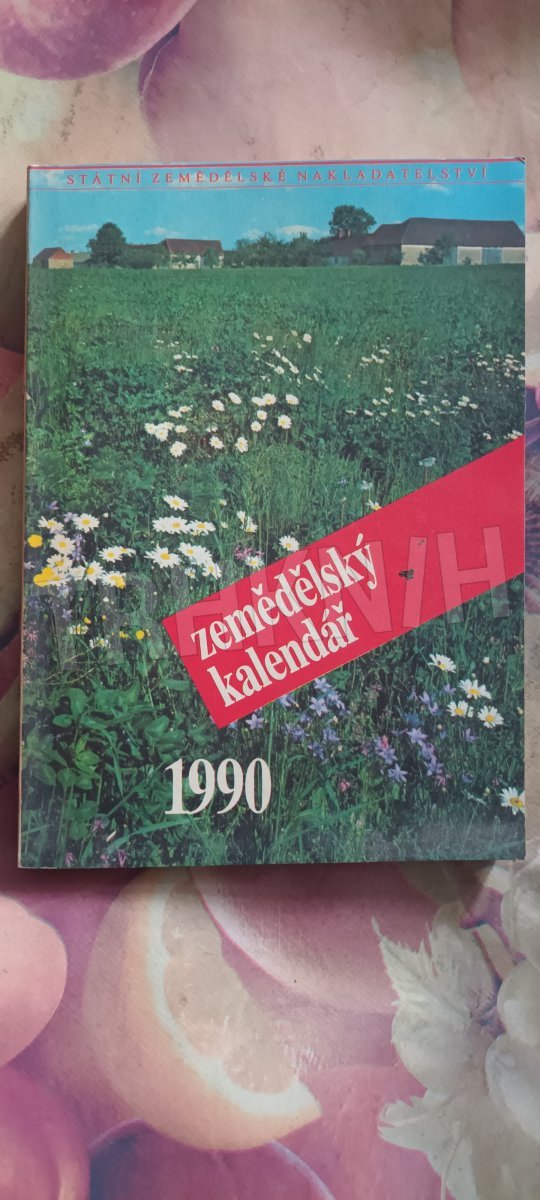 STÁTNÍ ZEMĚDĚLSKÉ NAKLADATELSTVÍ
zemědělský
kalendář
1990